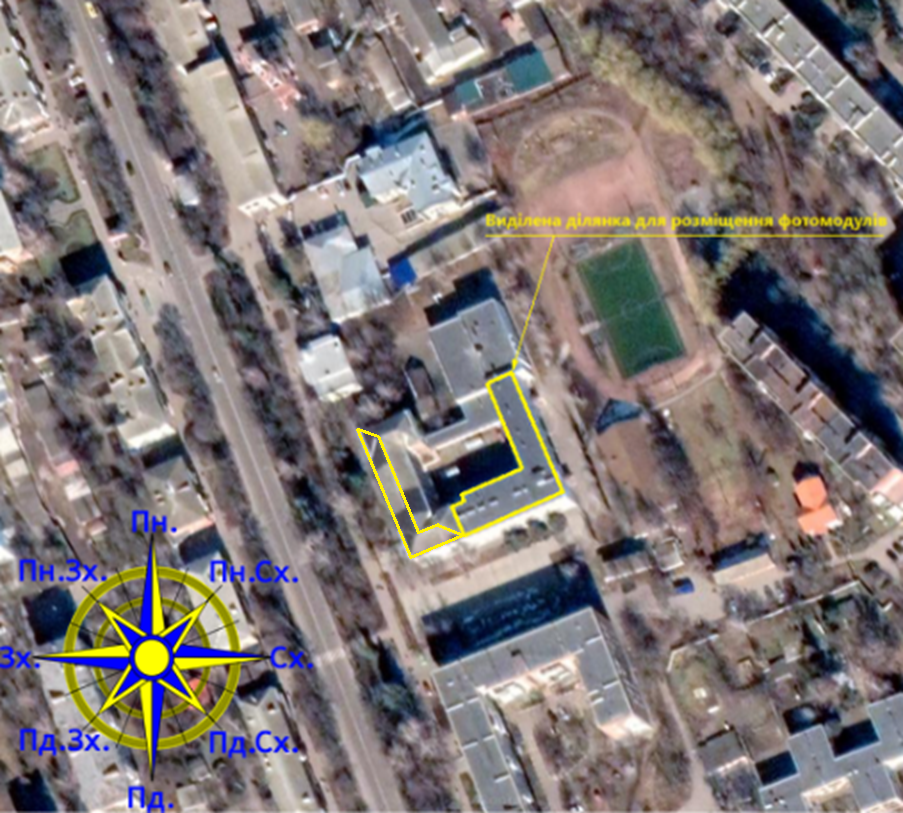 Виділена ділянка для розміщення фотомодулів
Пн.
Пн.Зх. Пн.Сх.
Зх. Сх.
Пд.Зх. Пд.Сх.
Пд.